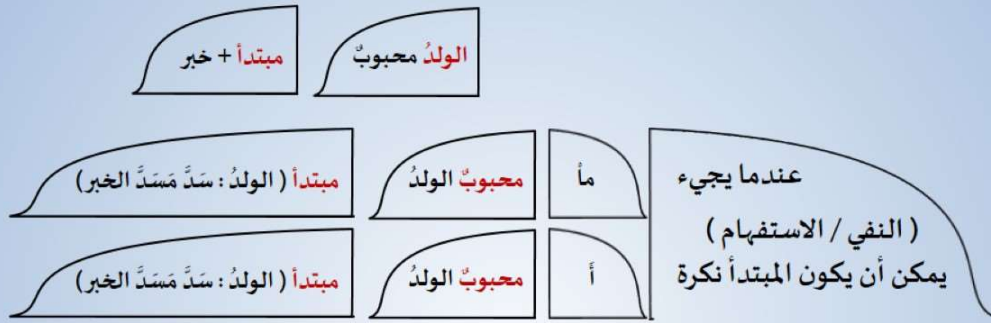 الولدُ محبوبٌ
مبتدأ + خبر
عندما يجيء
( النفي / الاستفهام )
يمكن أن يكون المبتدأ نكرة
مأ
محبوبٌ الولدُ
مبتدأ ( الولدُ : سَدَّ مَسَدَّ الخبر)
أَ
محبوبٌ الولدُ
مبتدأ ( الولدُ : سَدَّ مَسَدَّ الخبر)